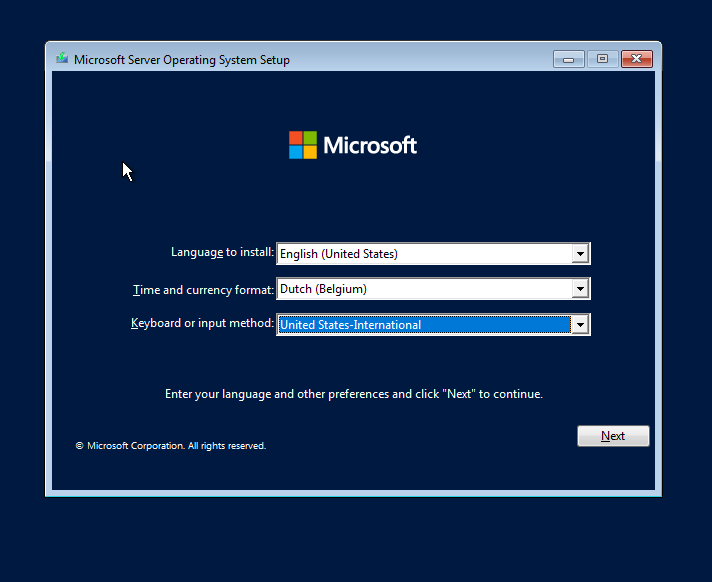 Microsoft Server Operating System Setup
Microsoft
Language to install: English (United States)
Time and currency format: Dutch (Belgium)
Keyboard or input method: United States-International
Enter your language and other preferences and click "Next" to continue.
Next
© Microsoft Corporation. All rights reserved.